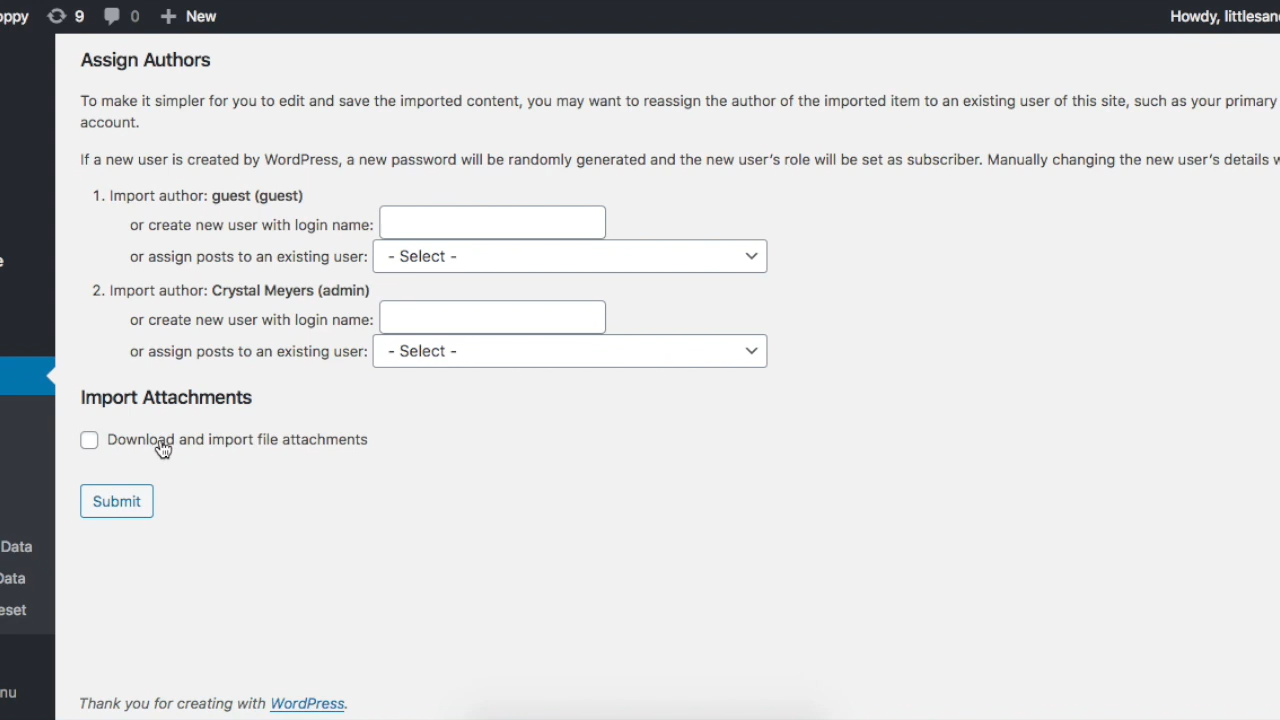 9 0 New
Assign Authors
To make it simpler for you to edit and save the imported content, you may want to reassign the author of the imported item to an existing user of this site, such as your primary
account.
If a new user is created by WordPress, a new password will be randomly generated and the new user's role will be set as subscriber. Manually changing the new user's details
1. Import author: guest (guest)
or create new user with login name:
or assign posts to an existing user: - Select -
2. Import author: Crystal Meyers (admin)
or create new user with login name:
or assign posts to an existing user: - Select -
Import Attachments
Download and import file attachments
Submit
Data
Data
Thank you for creating with WordPress.
Howdy,